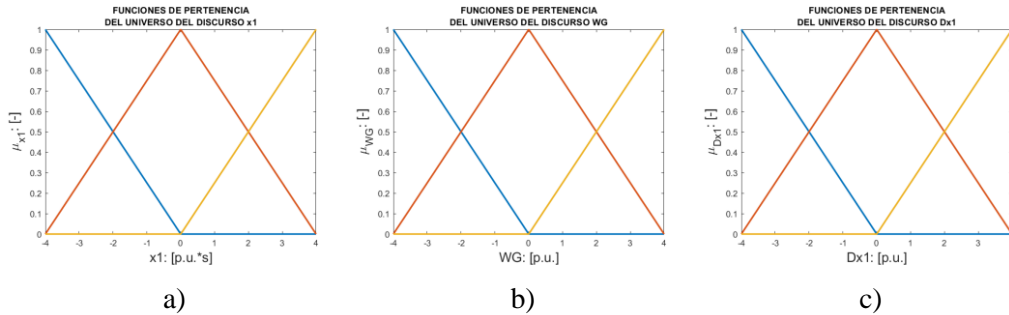 FUNCIONES DE PERTENENCIA
DEL UNIVERSO DEL DISCURSO x1
1
0.9
0.8
0.7
0.6
0.5
0.4
0.3
0.2
0.1
0
μx1: [-]
-4 -3 -2 -1 0 1 2 3 4
x1: [p.u.*s]
a)
FUNCIONES DE PERTENENCIA
DEL UNIVERSO DEL DISCURSO WG
1
0.9
0.8
0.7
0.6
0.5
0.4
0.3
0.2
0.1
0
μWG: [-]
-4 -3 -2 -1 0 1 2 3 4
WG: [p.u.]
b)
FUNCIONES DE PERTENENCIA
DEL UNIVERSO DEL DISCURSO Dx1
1
0.9
0.8
0.7
0.6
0.5
0.4
0.3
0.2
0.1
0
μDx1: [-]
-4 -3 -2 -1 0 1 2 3 4
Dx1: [p.u.]
c)